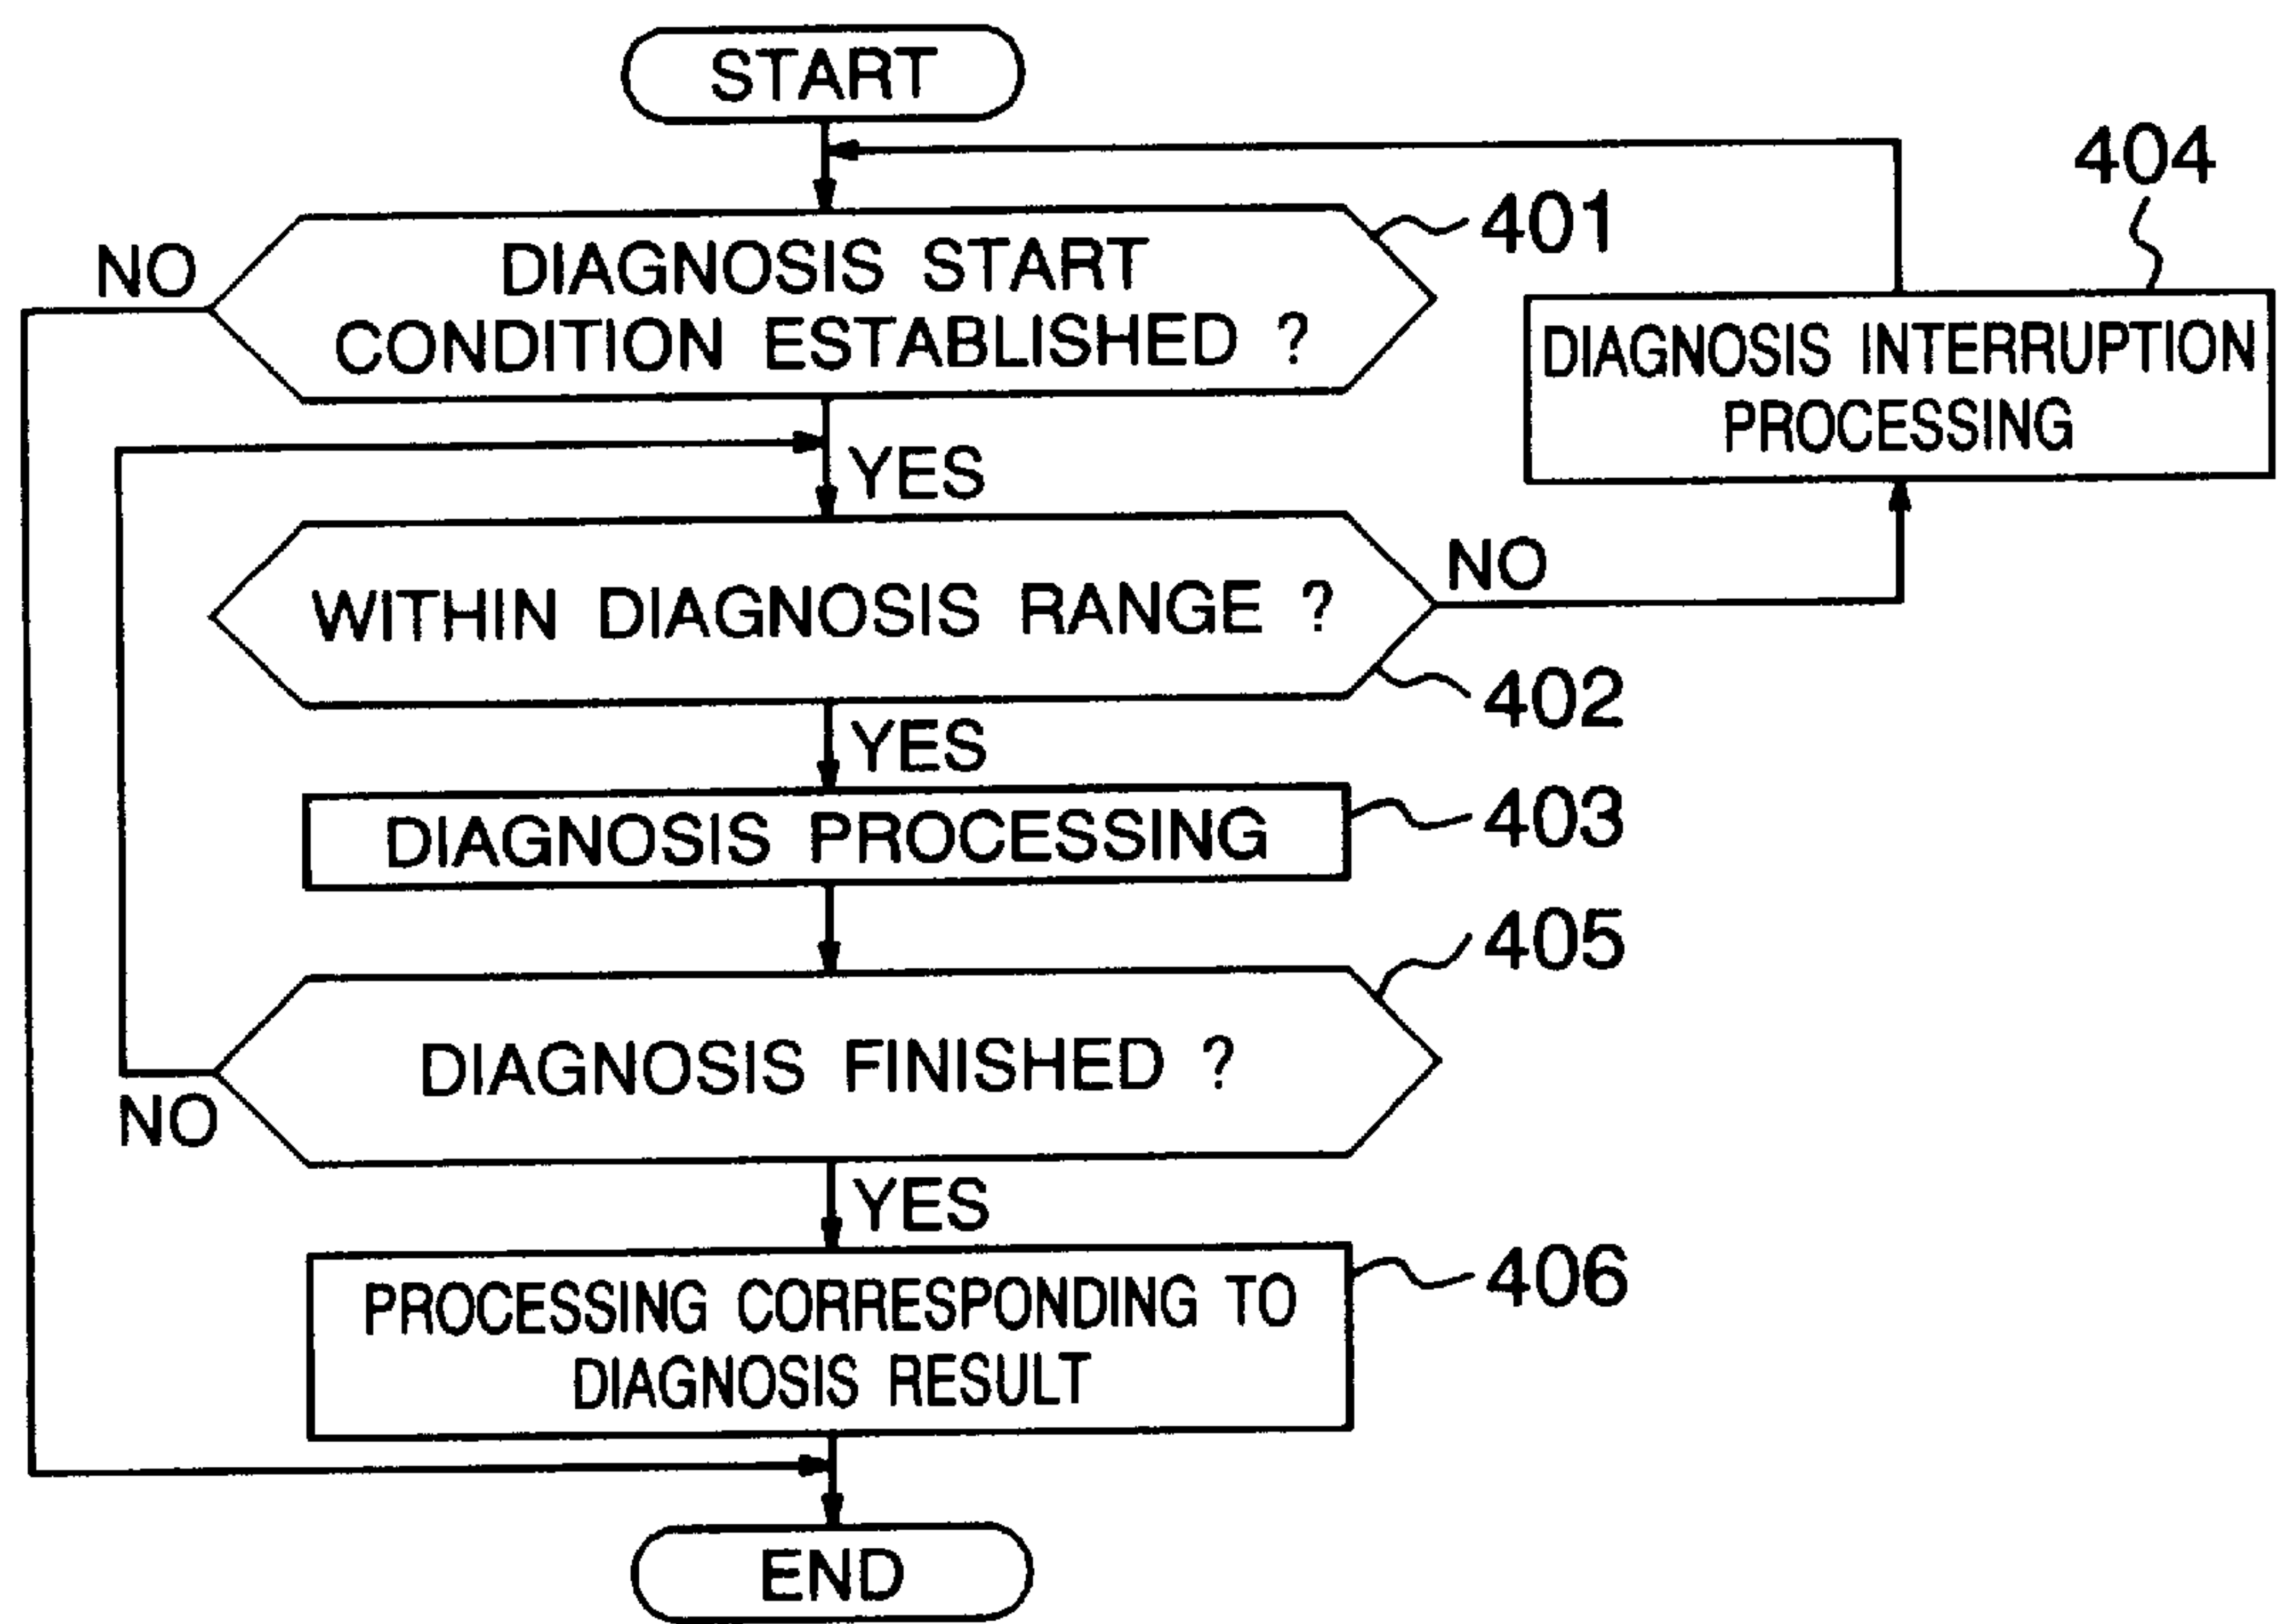 START
404
401
NO
DIAGNOSIS START
CONDITION ESTABLISHED ?
DIAGNOSIS INTERRUPTION
PROCESSING
YES
NO
WITHIN DIAGNOSIS RANGE ?
402
YES
DIAGNOSIS PROCESSING
403
405
DIAGNOSIS FINISHED ?
NO
YES
PROCESSING CORRESPONDING TO
DIAGNOSIS RESULT
406
END